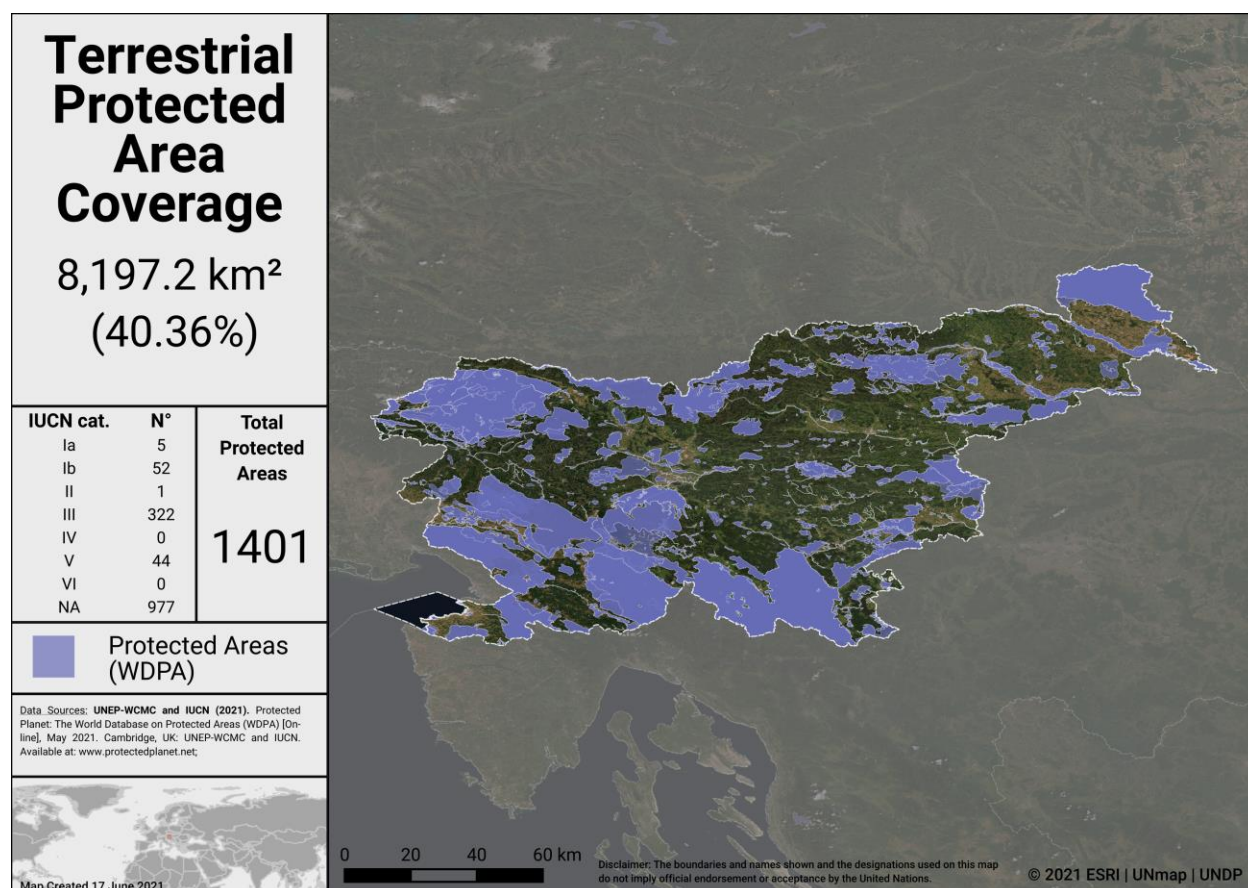 Terrestrial
Protected
Area
Coverage
8,197.2 km²
(40.36%)
IUCN cat. N°
Ia 5
Ib 52
II 1
III 322
IV 0
V 44
VI 0
NA 977
Total
Protected
Areas
1401
Protected Areas
(WDPA)
Data Sources: UNEP-WCMC and IUCN (2021). Protected
Planet: The World Database on Protected Areas (WDPA) [On-
line], May 2021. Cambridge, UK: UNEP-WCMC and IUCN.
Available at: www.protectedplanet.net;
Map Created 17 June 2021
0 20 40 60 km
Disclaimer: The boundaries and names shown and the designations used on this map
do not imply official endorsement or acceptance by the United Nations.
© 2021 ESRI | UNmap | UNDP